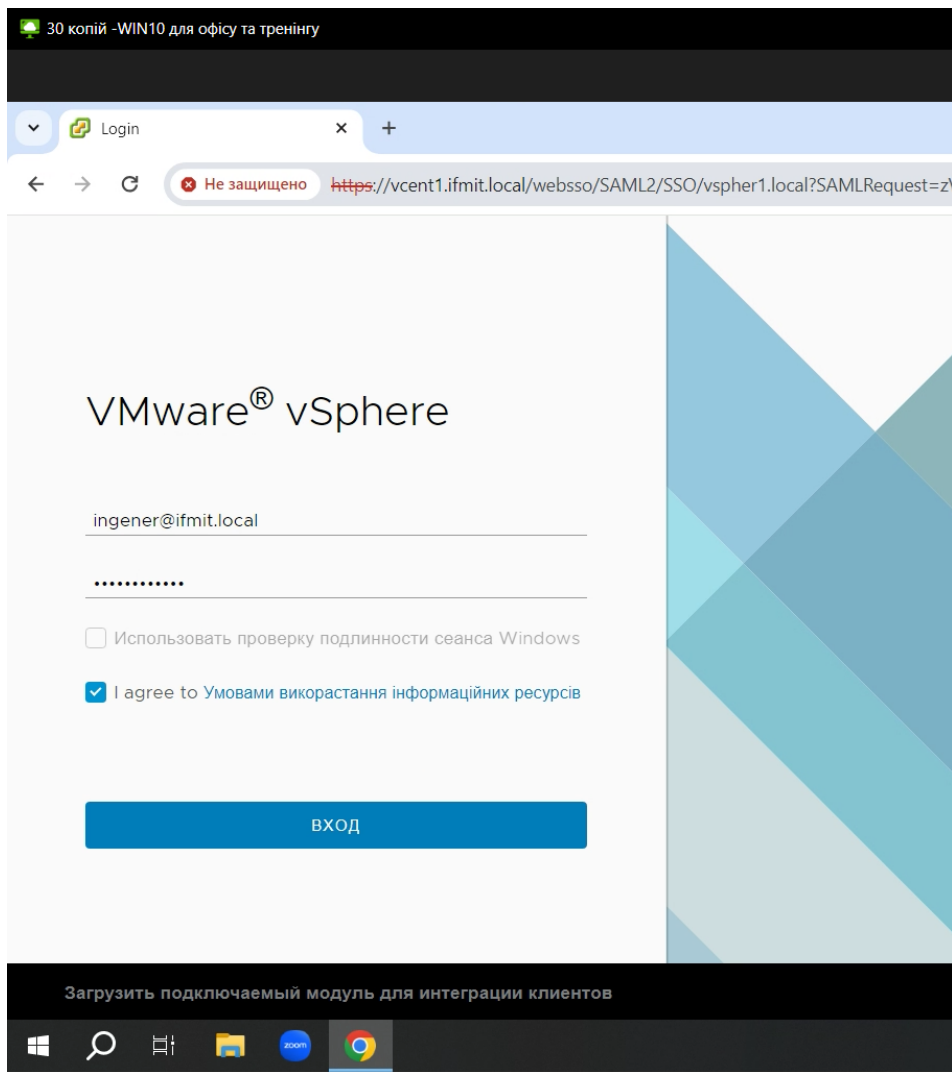 30 копій -WIN10 для офісу та тренінгу
Login
Не защищено https://vcent1.ifmit.local/websso/SAML2/SSO/vspher1.local?SAMLRequest=z
VMware® vSphere
ingener@ifmit.local
••••••••••••
Использовать проверку подлинности сеанса Windows
I agree to Умовами використання інформаційних ресурсів
ВХОД
Загрузить подключаемый модуль для интеграции клиентов
zoom